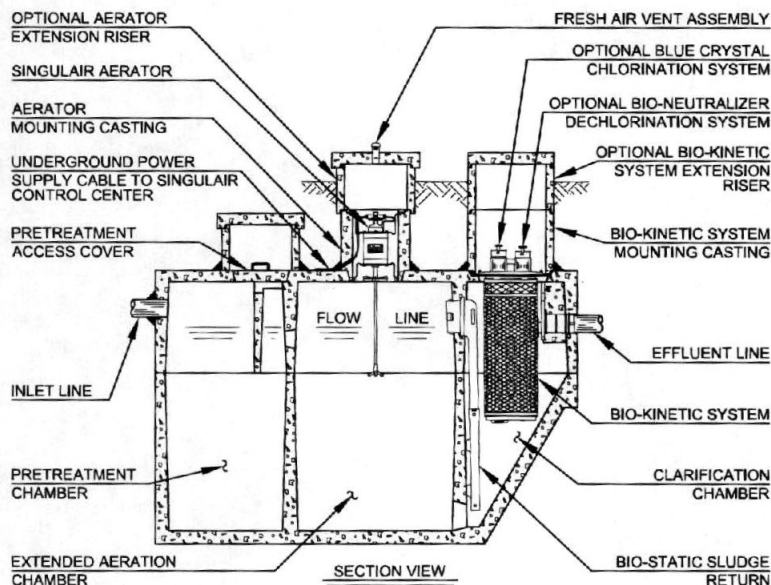 OPTIONAL AERATOR
EXTENSION RISER
SINGULAIR AERATOR
AERATOR
MOUNTING CASTING
UNDERGROUND POWER
SUPPLY CABLE TO SINGULAIR
CONTROL CENTER
PRETREATMENT
ACCESS COVER
INLET LINE
PRETREATMENT
CHAMBER
EXTENDED AERATION
CHAMBER
FLOW LINE
SECTION VIEW
FRESH AIR VENT ASSEMBLY
OPTIONAL BLUE CRYSTAL
CHLORINATION SYSTEM
OPTIONAL BIO-NEUTRALIZER
DECHLORINATION SYSTEM
OPTIONAL BIO-KINETIC
SYSTEM EXTENSION
RISER
BIO-KINETIC SYSTEM
MOUNTING CASTING
EFFLUENT LINE
BIO-KINETIC SYSTEM
CLARIFICATION
CHAMBER
BIO-STATIC SLUDGE
RETURN